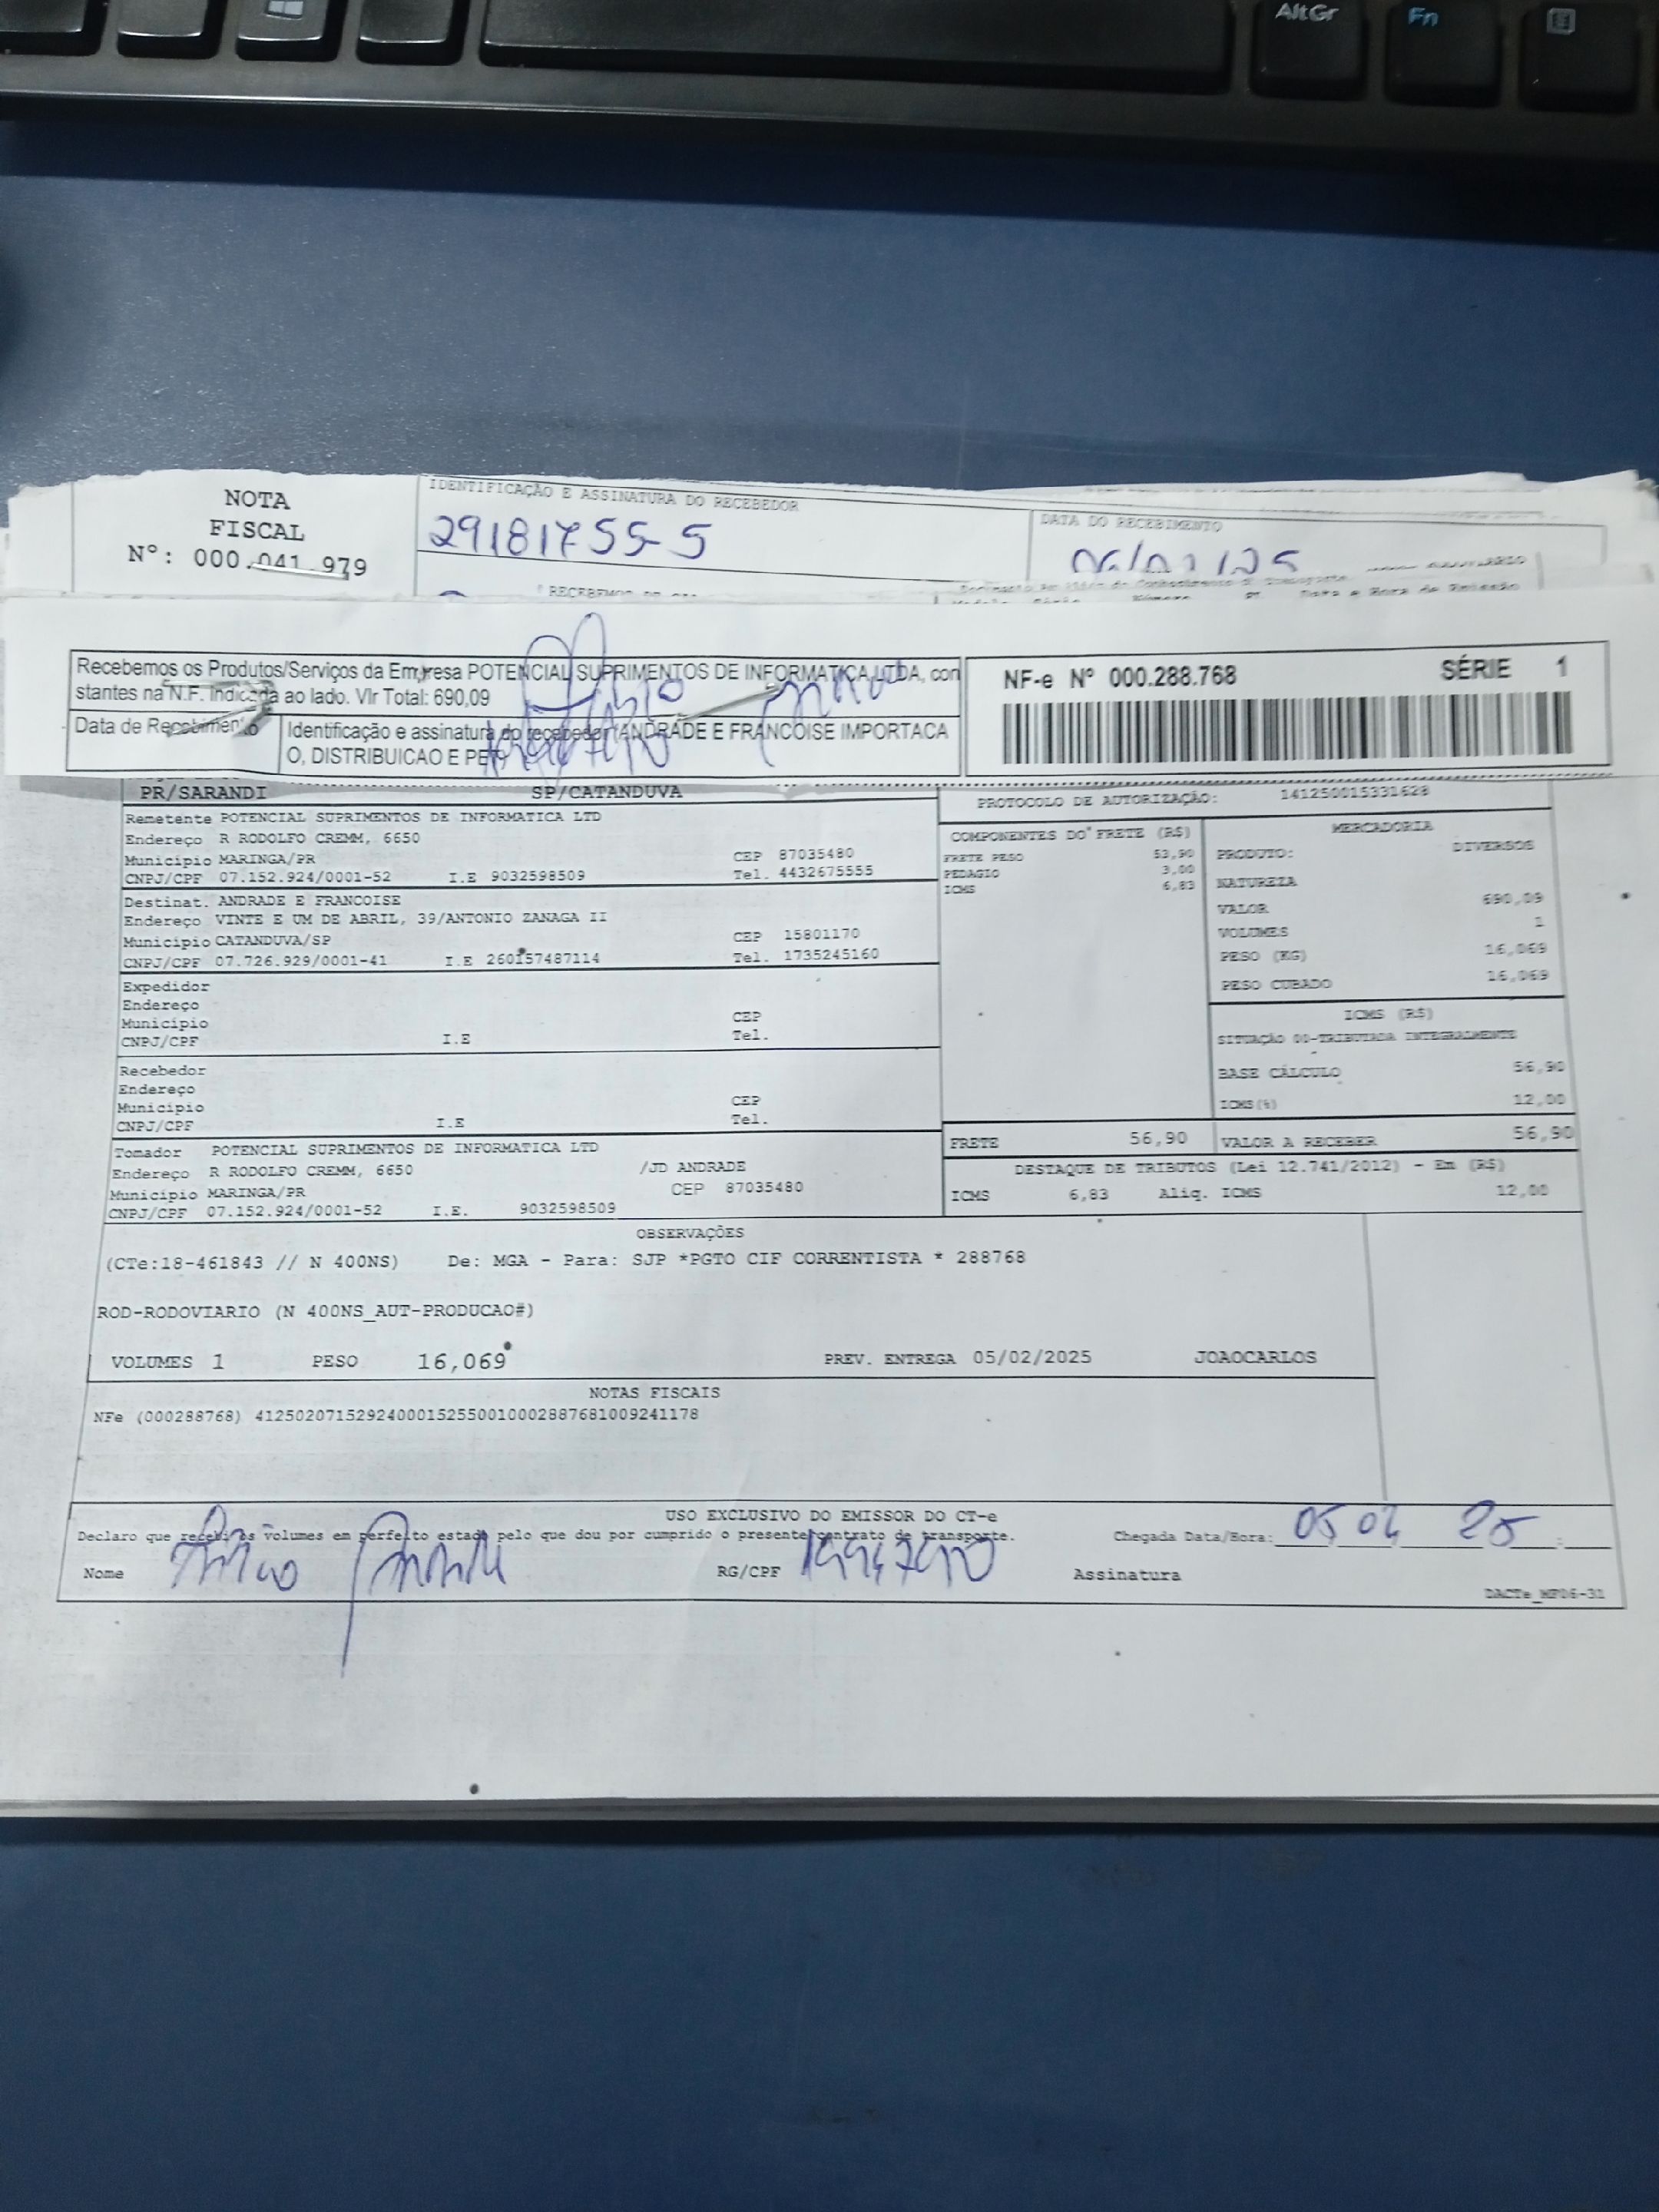 AltGr
Fn
NOTA
FISCAL
Nº: 000.041.979
IDENTIFICAÇÃO E ASSINATURA DO RECEBEDOR
29181755-5
DATA DO RECEBIMENTO
Recebemos os Produtos/Serviços da Empresa POTENCIAL SUPRIMENTOS DE INFORMATICA LTDA, con
stantes na N.F. Indicada ao lado. Vlr Total: 690,09
Data de Recebimento
Identificação e assinatura do recebedor ANDRADE E FRANCOISE IMPORTACA
O, DISTRIBUICAO E PE
NF-e Nº 000.288.768 SÉRIE 1
PR/SARANDI SP/CATANDUVA
Remetente POTENCIAL SUPRIMENTOS DE INFORMATICA LTD
Endereço R RODOLFO CREMM, 6650
Município MARINGA/PR CEP 87035480
CNPJ/CPF 07.152.924/0001-52 I.E 9032598509 Tel. 4432675555
Destinat. ANDRADE E FRANCOISE
Endereço VINTE E UM DE ABRIL, 39/ANTONIO ZANAGA II
Município CATANDUVA/SP CEP 15801170
CNPJ/CPF 07.726.929/0001-41 I.E 260157487114 Tel. 1735245160
Expedidor
Endereço
Município CEP
CNPJ/CPF I.E Tel.
Recebedor
Endereço
Município CEP
CNPJ/CPF I.E Tel.
Tomador POTENCIAL SUPRIMENTOS DE INFORMATICA LTD
Endereço R RODOLFO CREMM, 6650 /JD ANDRADE
Município MARINGA/PR CEP 87035480
CNPJ/CPF 07.152.924/0001-52 I.E. 9032598509
PROTOCOLO DE AUTORIZAÇÃO: 141250015331628
COMPONENTES DO FRETE (R$)
FRETE PESO 53,90
PEDAGIO 3,00
ICMS 6,83
MERCADORIA
PRODUTO: DIVERSOS
NATUREZA
VALOR 690,09
VOLUMES 1
PESO (KG) 16,069
PESO CUBADO 16,069
ICMS (R$)
SITUAÇÃO 00-TRIBUTADA INTEGRALMENTE
BASE CÁLCULO 56,90
ICMS(%) 12,00
FRETE 56,90 VALOR A RECEBER 56,90
DESTAQUE DE TRIBUTOS (Lei 12.741/2012) - Em (R$)
ICMS 6,83 Aliq. ICMS 12,00
OBSERVAÇÕES
(CTe:18-461843 // N 400NS) De: MGA - Para: SJP *PGTO CIF CORRENTISTA * 288768
ROD-RODOVIARIO (N 400NS_AUT-PRODUCAO#)
VOLUMES 1 PESO 16,069 PREV. ENTREGA 05/02/2025 JOAOCARLOS
NOTAS FISCAIS
NFe (000288768) 41250207152924000152550010002887681009241178
USO EXCLUSIVO DO EMISSOR DO CT-e
Declaro que recebi os volumes em perfeito estado pelo que dou por cumprido o presente contrato de transporte.
Chegada Data/Hora: 05 02 25
Nome RG/CPF Assinatura
DACTe_MF06-31